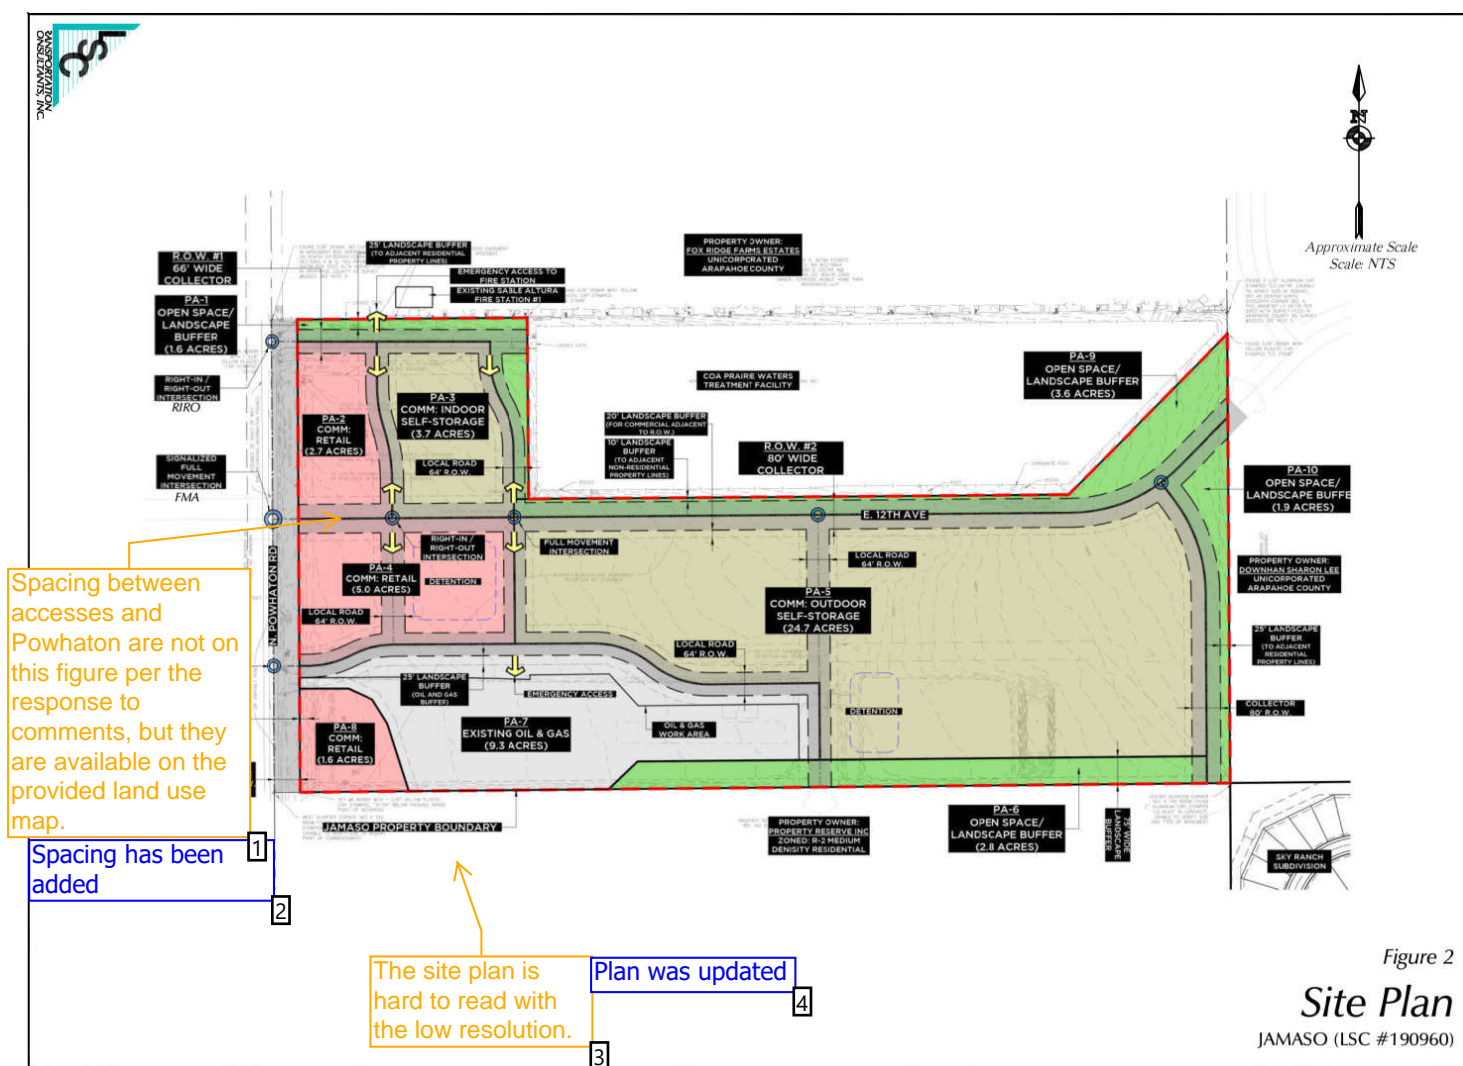 LSC
TRANSPORTATION
CONSULTANTS, INC.
N
Approximate Scale
Scale: NTS
R.O.W. #1
66' WIDE
COLLECTOR
25' LANDSCAPE BUFFER
(TO ADJACENT RESIDENTIAL
PROPERTY LINES)
EMERGENCY ACCESS TO
FIRE STATION
EXISTING SABLE ALTURA
FIRE STATION #1
PROPERTY OWNER:
FOX RIDGE FARMS ESTATES
UNICORPORATED
ARAPAHOE COUNTY
PA-1
OPEN SPACE/
LANDSCAPE
BUFFER
(1.6 ACRES)
RIGHT-IN /
RIGHT-OUT
INTERSECTION
RIRO
SIGNALIZED
FULL
MOVEMENT
INTERSECTION
FMA
PA-2
COMM:
RETAIL
(2.7 ACRES)
PA-3
COMM: INDOOR
SELF-STORAGE
(3.7 ACRES)
LOCAL ROAD
64' R.O.W.
COA PRAIRIE WATERS
TREATMENT FACILITY
20' LANDSCAPE BUFFER
(FOR COMMERCIAL ADJACENT
TO R.O.W.)
10' LANDSCAPE
BUFFER
(TO ADJACENT
NON-RESIDENTIAL
PROPERTY LINES)
R.O.W. #2
80' WIDE
COLLECTOR
PA-9
OPEN SPACE/
LANDSCAPE BUFFER
(3.6 ACRES)
PA-10
OPEN SPACE/
LANDSCAPE BUFFE
(1.9 ACRES)
E. 12TH AVE
N. POWHATON RD
RIGHT-IN /
RIGHT-OUT
INTERSECTION
FULL MOVEMENT
INTERSECTION
PA-4
COMM: RETAIL
(5.0 ACRES)
DETENTION
LOCAL ROAD
64' R.O.W.
LOCAL ROAD
64' R.O.W.
PA-5
COMM: OUTDOOR
SELF-STORAGE
(24.7 ACRES)
PROPERTY OWNER:
DOWNHAN SHARON LEE
UNICORPORATED
ARAPAHOE COUNTY
25' LANDSCAPE
BUFFER
(TO ADJACENT
RESIDENTIAL
PROPERTY LINES)
LOCAL ROAD
64' R.O.W.
25' LANDSCAPE
BUFFER
(OIL AND GAS
BUFFER)
EMERGENCY ACCESS
DETENTION
COLLECTOR
80' R.O.W.
PA-8
COMM:
RETAIL
(1.6 ACRES)
PA-7
EXISTING OIL & GAS
(9.3 ACRES)
OIL & GAS
WORK AREA
JAMASO PROPERTY BOUNDARY
PROPERTY OWNER:
PROPERTY RESERVE INC
ZONED: R-2 MEDIUM
DENISITY RESIDENTIAL
PA-6
OPEN SPACE/
LANDSCAPE BUFFER
(2.8 ACRES)
75' WIDE
LANDSCAPE
BUFFER
SKY RANCH
SUBDIVISION
Spacing between
accesses and
Powhaton are not on
this figure per the
response to
comments, but they
are available on the
provided land use
map.
1
Spacing has been
added
2
The site plan is
hard to read with
the low resolution.
3
Plan was updated
4
Figure 2
Site Plan
JAMASO (LSC #190960)